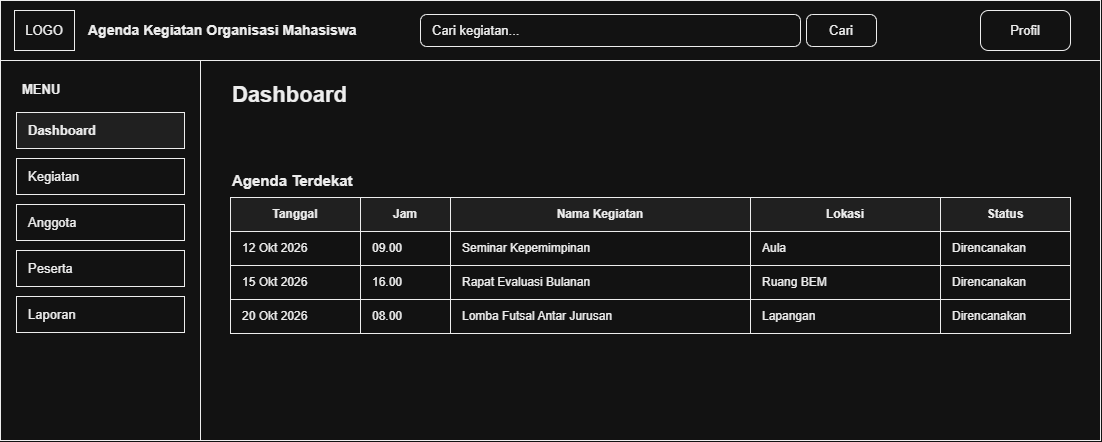 LOGO Agenda Kegiatan Organisasi Mahasiswa Cari kegiatan... Cari Profil
MENU
Dashboard
Kegiatan
Anggota
Peserta
Laporan
Dashboard
Agenda Terdekat
Tanggal Jam Nama Kegiatan Lokasi Status
12 Okt 2026 09.00 Seminar Kepemimpinan Aula Direncanakan
15 Okt 2026 16.00 Rapat Evaluasi Bulanan Ruang BEM Direncanakan
20 Okt 2026 08.00 Lomba Futsal Antar Jurusan Lapangan Direncanakan